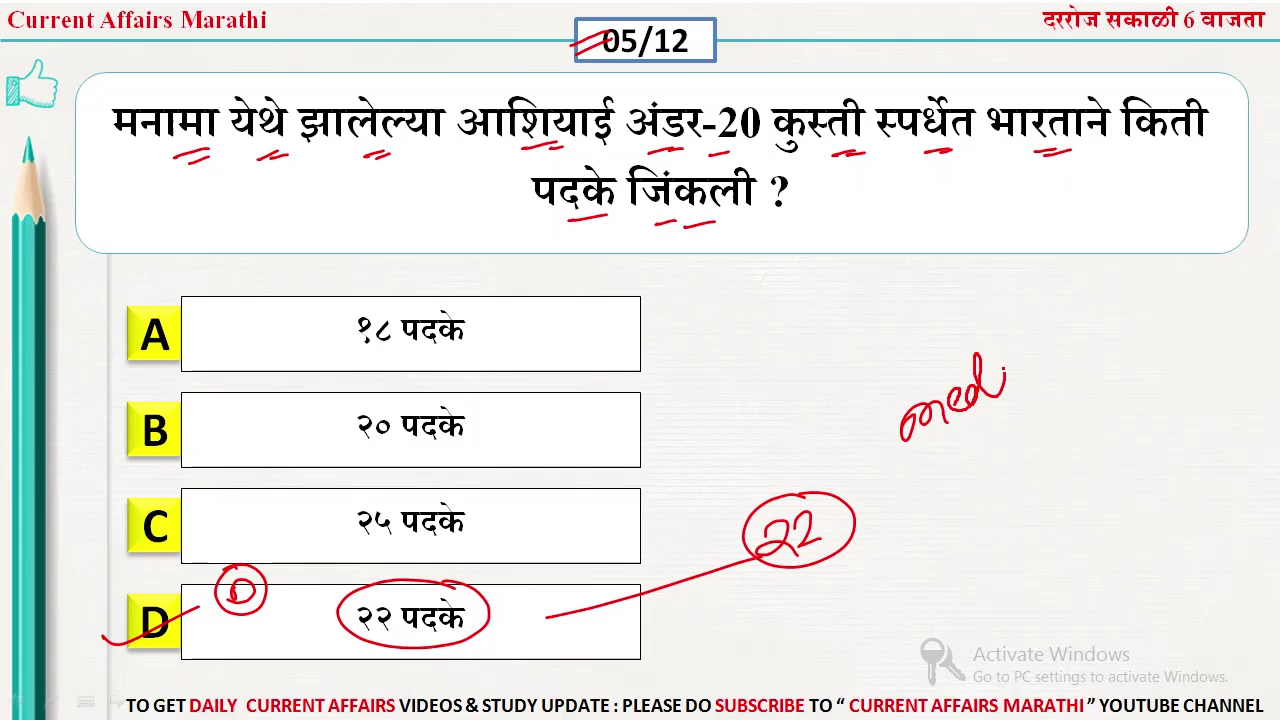 Current Affairs Marathi
दररोज सकाळी 6 वाजता
05/12
मनामा येथे झालेल्या आशियाई अंडर-20 कुस्ती स्पर्धेत भारताने किती
पदके जिंकली ?
A
१८ पदके
B
२० पदके
C
२५ पदके
D
२२ पदके
D
22
med
Activate Windows
Go to PC settings to activate Windows.
TO GET DAILY CURRENT AFFAIRS VIDEOS & STUDY UPDATE : PLEASE DO SUBSCRIBE TO “ CURRENT AFFAIRS MARATHI ” YOUTUBE CHANNEL